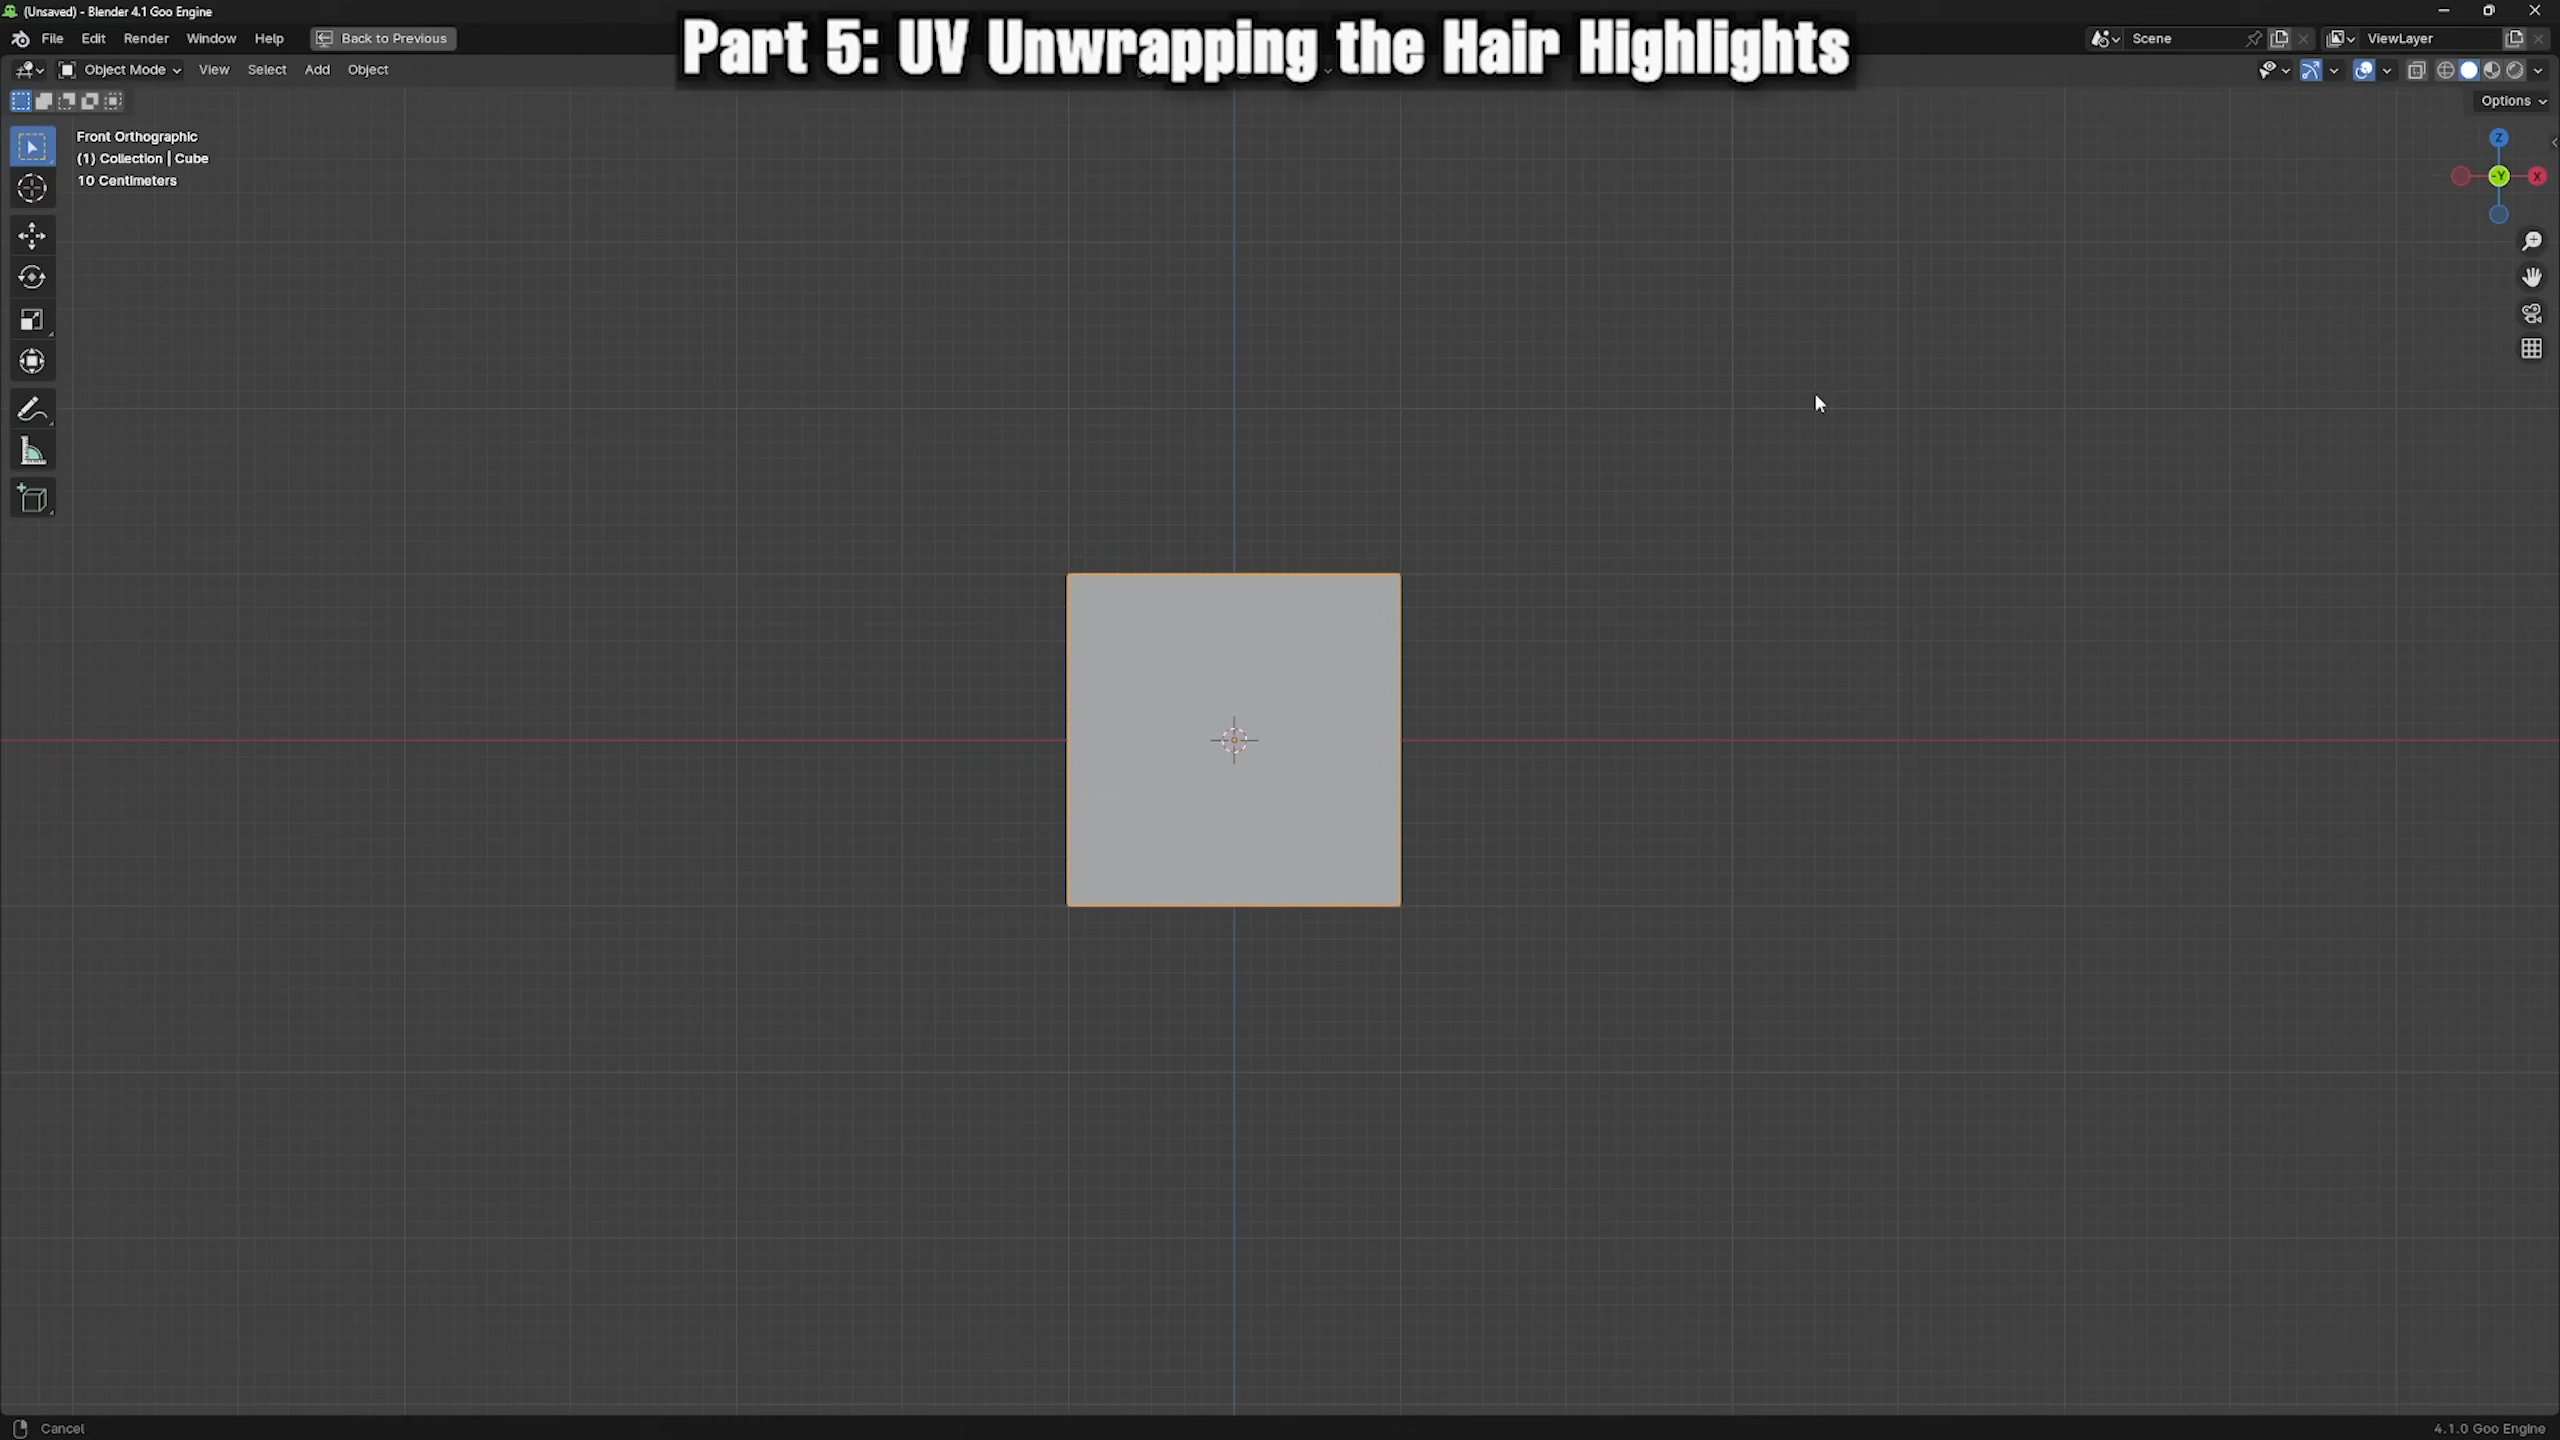 (Unsaved) - Blender 4.1 Goo Engine
File Edit Render Window Help Back to Previous
Part 5: UV Unwrapping the Hair Highlights
Scene ViewLayer
Object Mode View Select Add Object
Options
Front Orthographic
(1) Collection | Cube
10 Centimeters
Z
-Y X
Cancel
4.1.0 Goo Engine